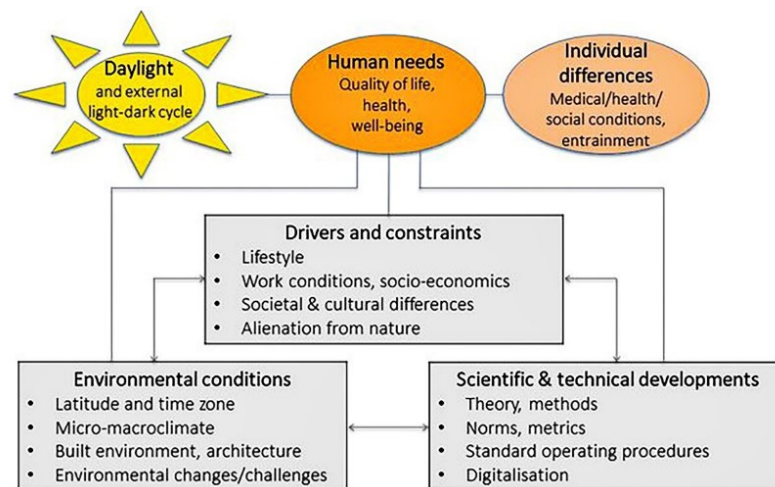 Daylight
and external
light-dark cycle
Human needs
Quality of life,
health,
well-being
Individual
differences
Medical/health/
social conditions,
entrainment
Drivers and constraints
• Lifestyle
• Work conditions, socio-economics
• Societal & cultural differences
• Alienation from nature
Environmental conditions
• Latitude and time zone
• Micro-macroclimate
• Built environment, architecture
• Environmental changes/challenges
Scientific & technical developments
• Theory, methods
• Norms, metrics
• Standard operating procedures
• Digitalisation